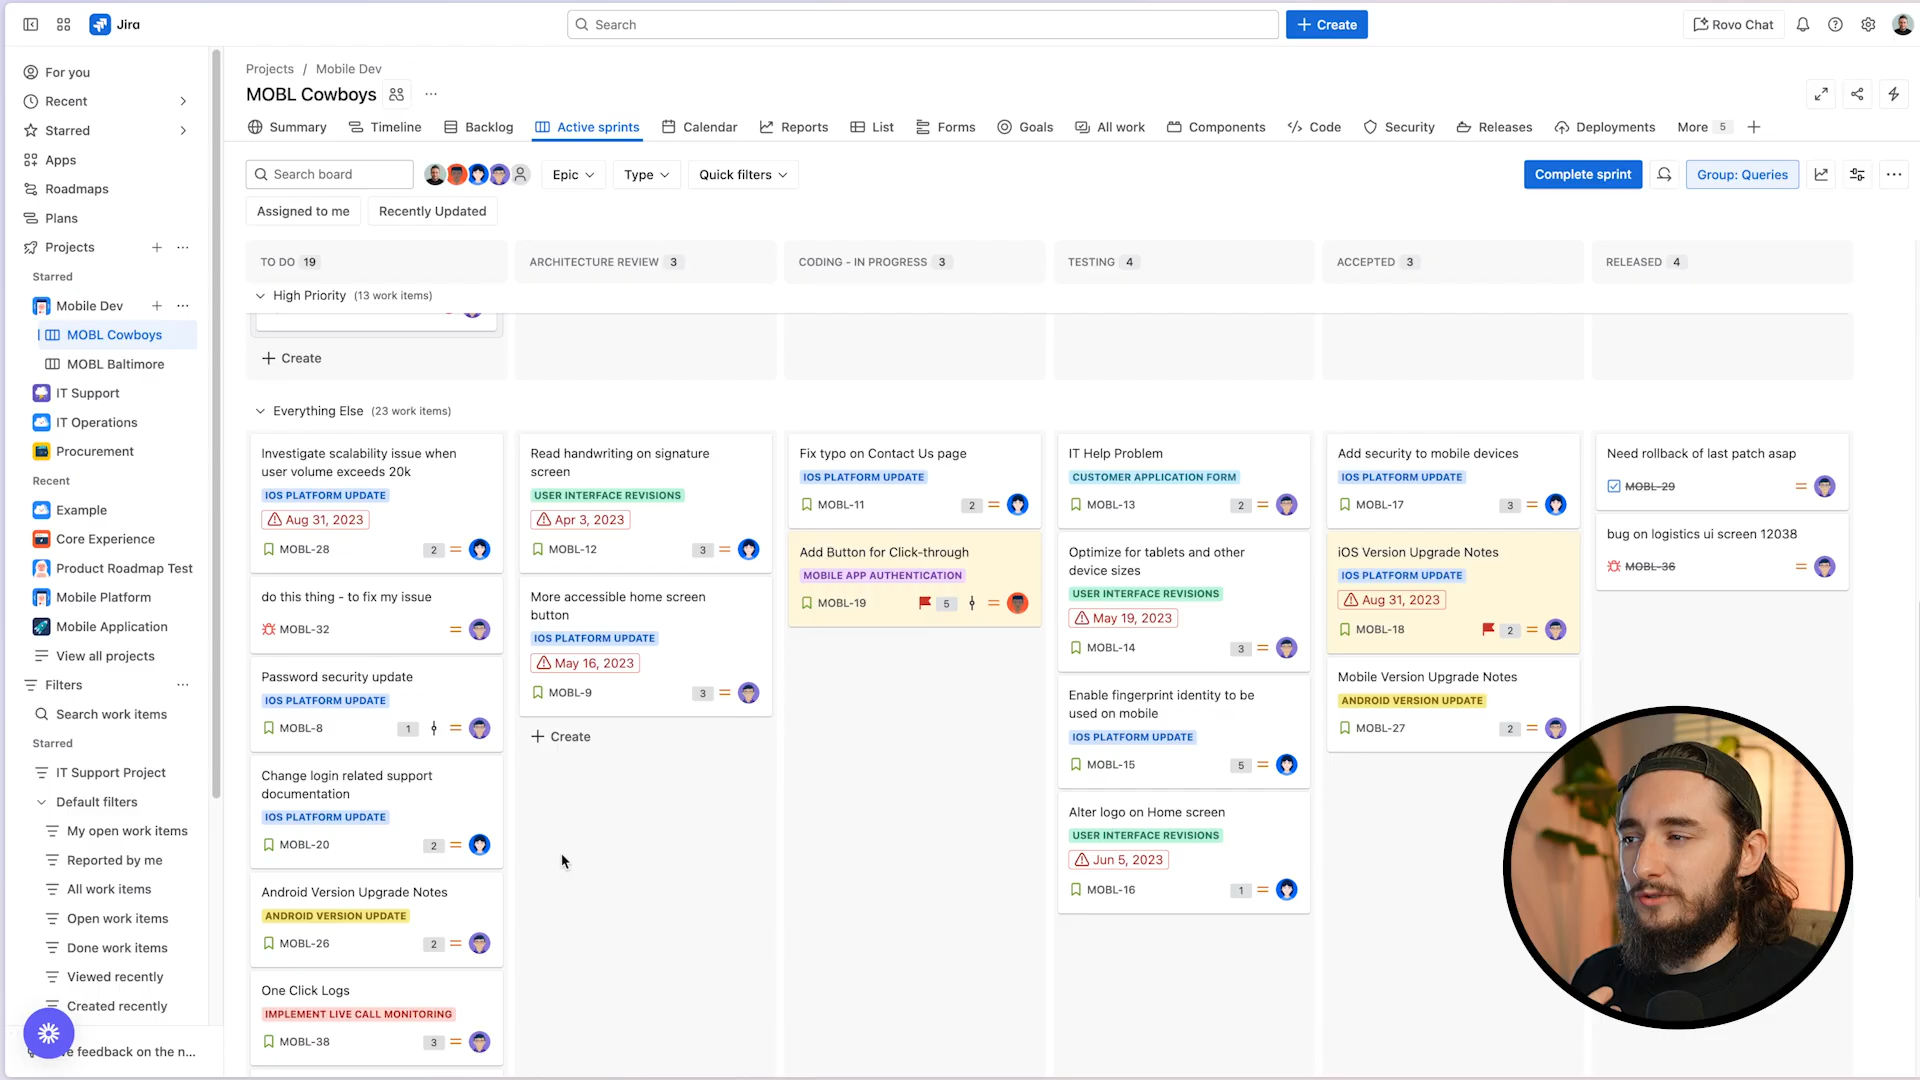 Jira
Search
Create
Rovo Chat
For you
Recent
Starred
Apps
Roadmaps
Plans
Projects
Starred
Mobile Dev
MOBL Cowboys
MOBL Baltimore
IT Support
IT Operations
Procurement
Recent
Example
Core Experience
Product Roadmap Test
Mobile Platform
Mobile Application
View all projects
Filters
Search work items
Starred
IT Support Project
Default filters
My open work items
Reported by me
All work items
Open work items
Done work items
Viewed recently
Created recently
feedback on the n...
Projects / Mobile Dev
MOBL Cowboys
Summary
Timeline
Backlog
Active sprints
Calendar
Reports
List
Forms
Goals
All work
Components
Code
Security
Releases
Deployments
More 5
Search board
Epic
Type
Quick filters
Complete sprint
Group: Queries
Assigned to me
Recently Updated
TO DO 19
ARCHITECTURE REVIEW 3
CODING - IN PROGRESS 3
TESTING 4
ACCEPTED 3
RELEASED 4
High Priority (13 work items)
Create
Everything Else (23 work items)
Investigate scalability issue when
user volume exceeds 20k
IOS PLATFORM UPDATE
Aug 31, 2023
MOBL-28
2
do this thing - to fix my issue
MOBL-32
Password security update
IOS PLATFORM UPDATE
MOBL-8
1
Change login related support
documentation
IOS PLATFORM UPDATE
MOBL-20
2
Android Version Upgrade Notes
ANDROID VERSION UPDATE
MOBL-26
2
One Click Logs
IMPLEMENT LIVE CALL MONITORING
MOBL-38
3
Read handwriting on signature
screen
USER INTERFACE REVISIONS
Apr 3, 2023
MOBL-12
3
More accessible home screen
button
IOS PLATFORM UPDATE
May 16, 2023
MOBL-9
3
Create
Fix typo on Contact Us page
IOS PLATFORM UPDATE
MOBL-11
2
Add Button for Click-through
MOBILE APP AUTHENTICATION
MOBL-19
5
IT Help Problem
CUSTOMER APPLICATION FORM
MOBL-13
2
Optimize for tablets and other
device sizes
USER INTERFACE REVISIONS
May 19, 2023
MOBL-14
3
Enable fingerprint identity to be
used on mobile
IOS PLATFORM UPDATE
MOBL-15
5
Alter logo on Home screen
USER INTERFACE REVISIONS
Jun 5, 2023
MOBL-16
1
Add security to mobile devices
IOS PLATFORM UPDATE
MOBL-17
3
iOS Version Upgrade Notes
IOS PLATFORM UPDATE
Aug 31, 2023
MOBL-18
2
Mobile Version Upgrade Notes
ANDROID VERSION UPDATE
MOBL-27
2
Need rollback of last patch asap
MOBL-29
bug on logistics ui screen 12038
MOBL-36